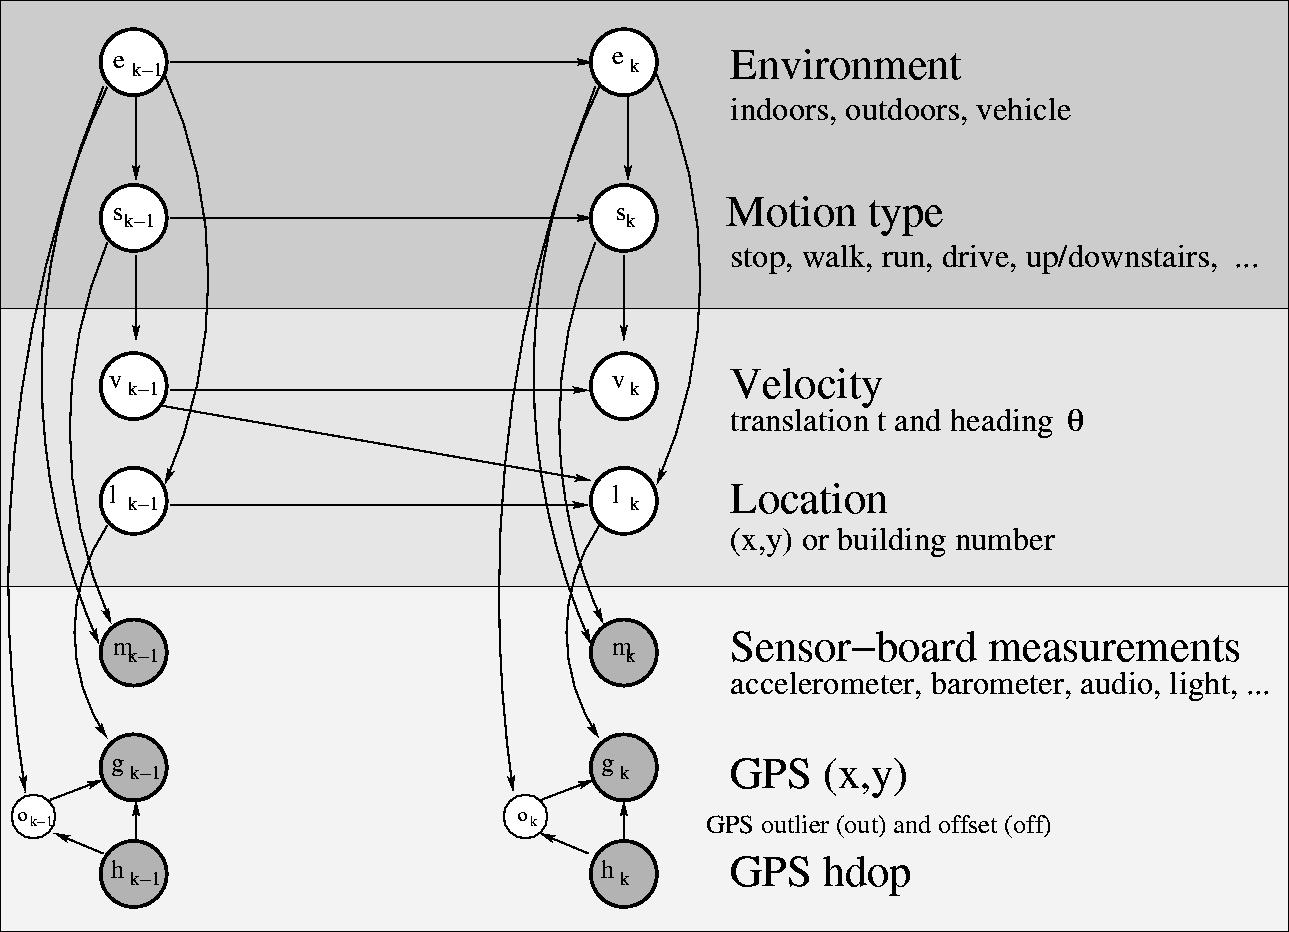 e k−1 e k Environment
indoors, outdoors, vehicle
s k−1 s k Motion type
stop, walk, run, drive, up/downstairs, ...
v k−1 v k Velocity
translation t and heading θ
l k−1 l k Location
(x,y) or building number
m k−1 m k Sensor−board measurements
accelerometer, barometer, audio, light, ...
g k−1 g k GPS (x,y)
o k−1 o k GPS outlier (out) and offset (off)
h k−1 h k GPS hdop